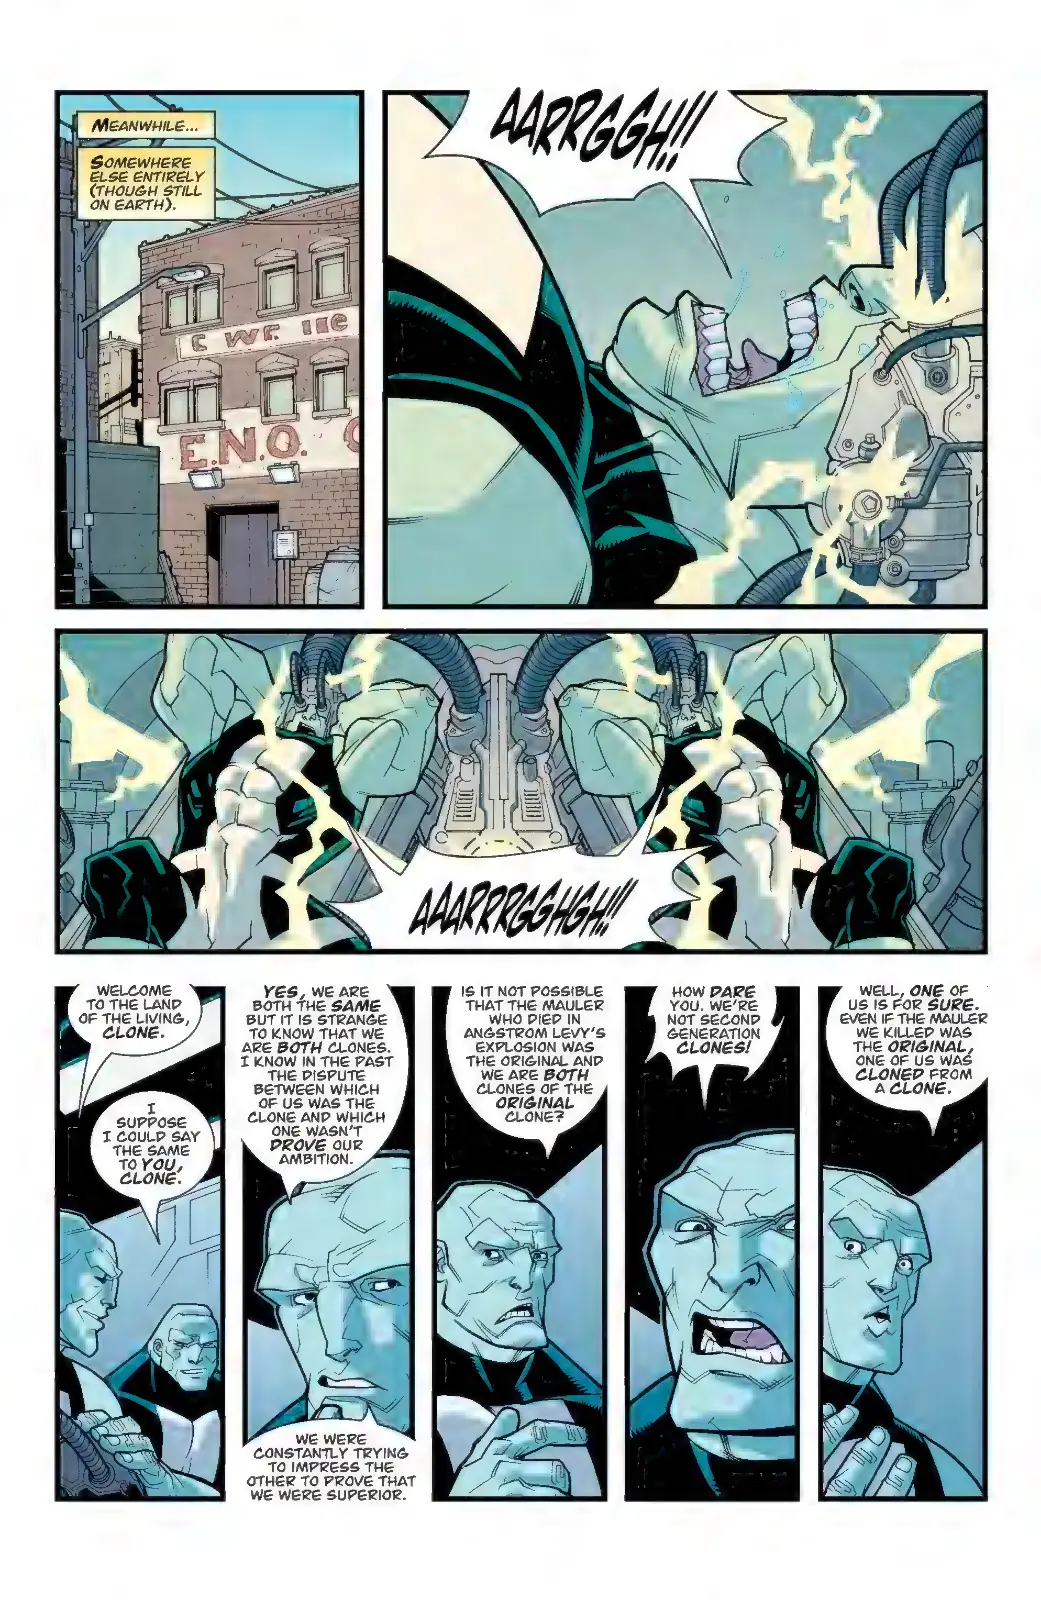 MEANWHILE...
SOMEWHERE
ELSE ENTIRELY
(THOUGH STILL
ON EARTH).
E.N.O.
AARRGGH!!
AAARRRGGHGH!!!
WELCOME
TO THE LAND
OF THE LIVING,
CLONE.
I
SUPPOSE
I COULD SAY
THE SAME
TO YOU,
CLONE.
YES, WE ARE
BOTH THE SAME
BUT IT IS STRANGE
TO KNOW THAT WE
ARE BOTH CLONES.
I KNOW IN THE PAST
THE DISPUTE
BETWEEN WHICH
OF US WAS THE
CLONE AND WHICH
ONE WASN'T
DROVE OUR
AMBITION.
WE WERE
CONSTANTLY TRYING
TO IMPRESS THE
OTHER TO PROVE THAT
WE WERE SUPERIOR.
IS IT NOT POSSIBLE
THAT THE MAULER
WHO DIED IN
ANGSTROM LEVY'S
EXPLOSION WAS
THE ORIGINAL AND
WE ARE BOTH
CLONES OF THE
ORIGINAL
CLONE?
HOW DARE
YOU. WE'RE
NOT SECOND
GENERATION
CLONES!
WELL, ONE OF
US IS FOR SURE.
EVEN IF THE MAULER
WE KILLED WAS
THE ORIGINAL,
ONE OF US WAS
CLONED FROM
A CLONE.